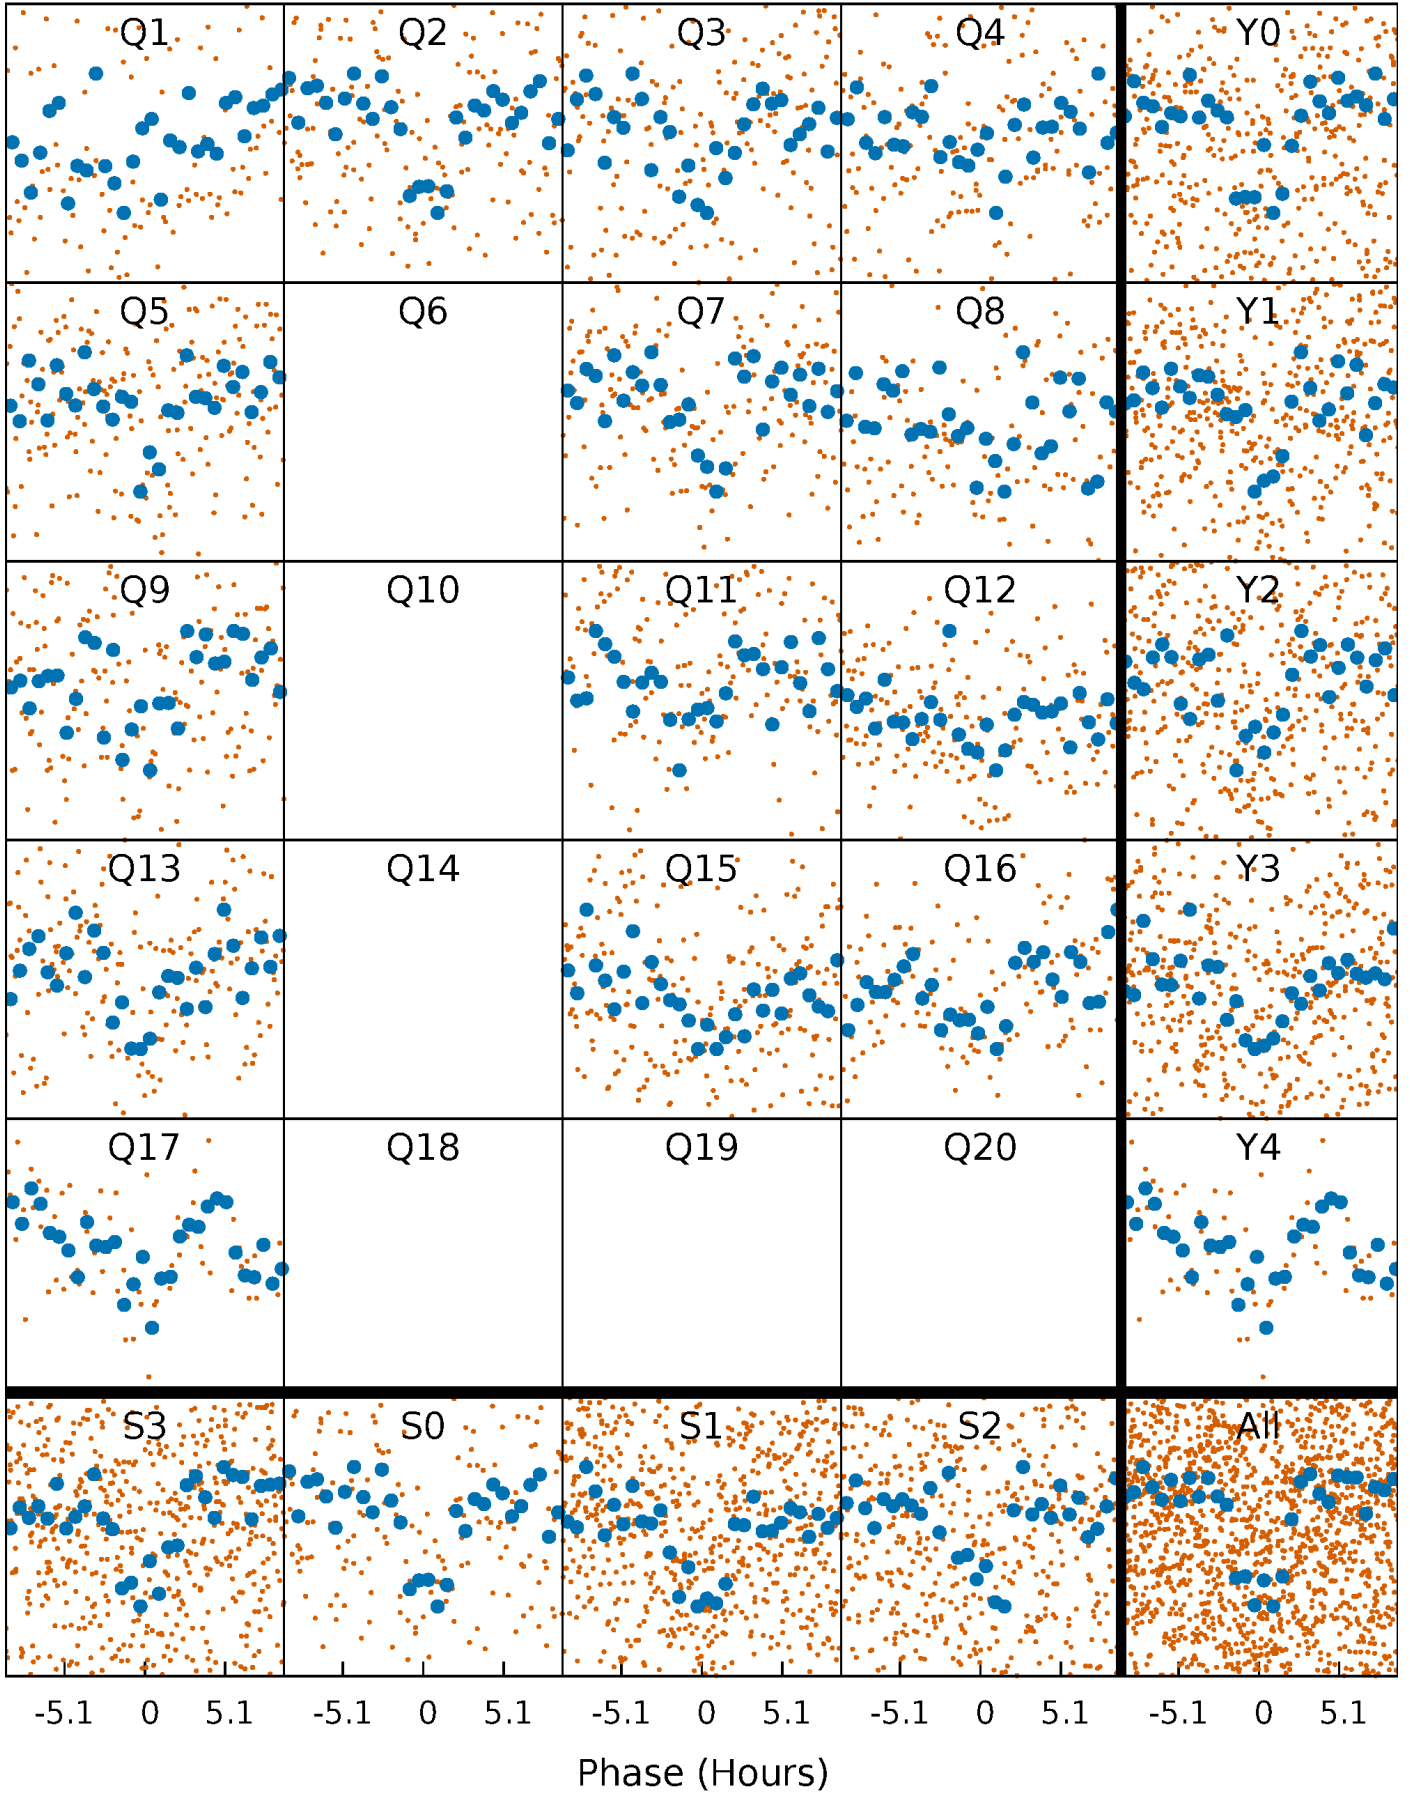 Q1 Q2 Q3 Q4 Y0
Q5 Q6 Q7 Q8 Y1
Q9 Q10 Q11 Q12 Y2
Q13 Q14 Q15 Q16 Y3
Q17 Q18 Q19 Q20 Y4
S3 S0 S1 S2 All
-5.1 0 5.1 -5.1 0 5.1 -5.1 0 5.1 -5.1 0 5.1 -5.1 0 5.1
Phase (Hours)